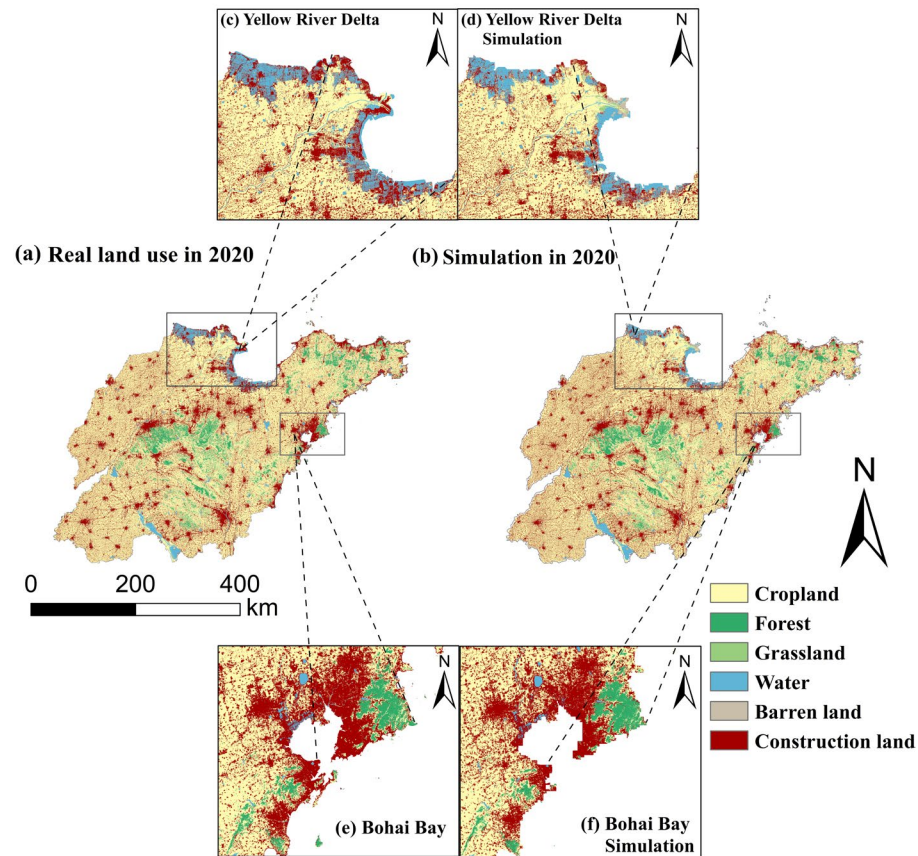 (c) Yellow River Delta
N
(d) Yellow River Delta
Simulation
N
(a) Real land use in 2020
(b) Simulation in 2020
N
0 200 400
km
Cropland
Forest
Grassland
Water
Barren land
Construction land
N
(e) Bohai Bay
N
(f) Bohai Bay
Simulation